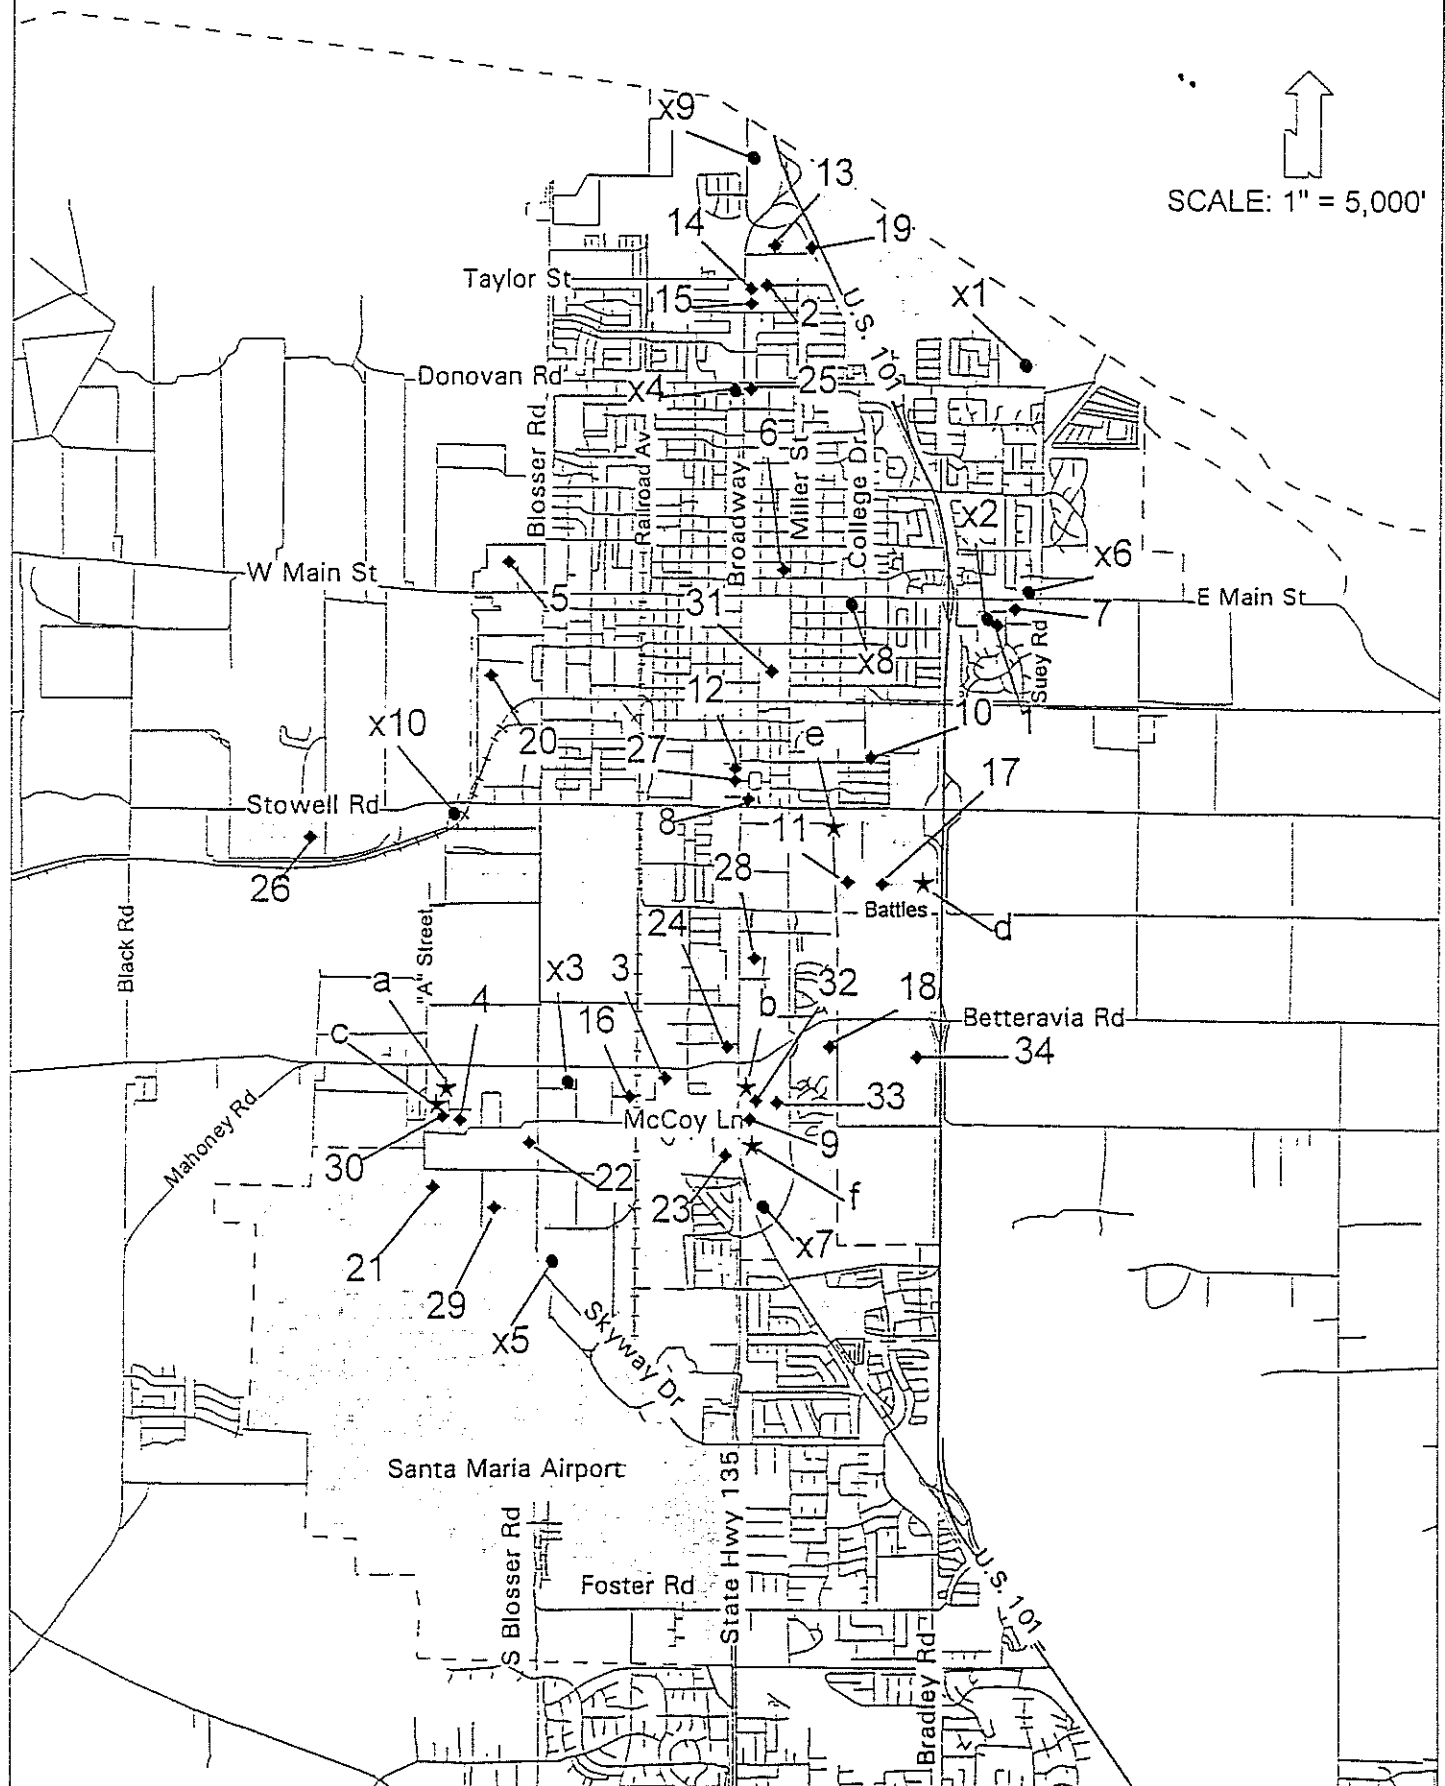 x9
13
SCALE: 1" = 5,000'
14
19
Taylor St
15
2
U.S. 101
x1
Donovan Rd
x4
25
6
Blosser Rd
Railroad Av
Broadway
Miller St
College Dr
x2
x6
W Main St
5
31
E Main St
7
x8
Suey Rd
12
10
1
x10
20
27
e
17
Stowell Rd
8
11
26
28
Battles
d
24
Black Rd
"A" Street
a
x3
3
32
18
4
16
b
Betteravia Rd
c
34
Mahoney Rd
McCoy Ln
33
9
30
22
23
f
x7
21
29
x5
Skyway Dr
Santa Maria Airport
State Hwy 135
S Blosser Rd
Foster Rd
U.S. 101
Bradley Rd